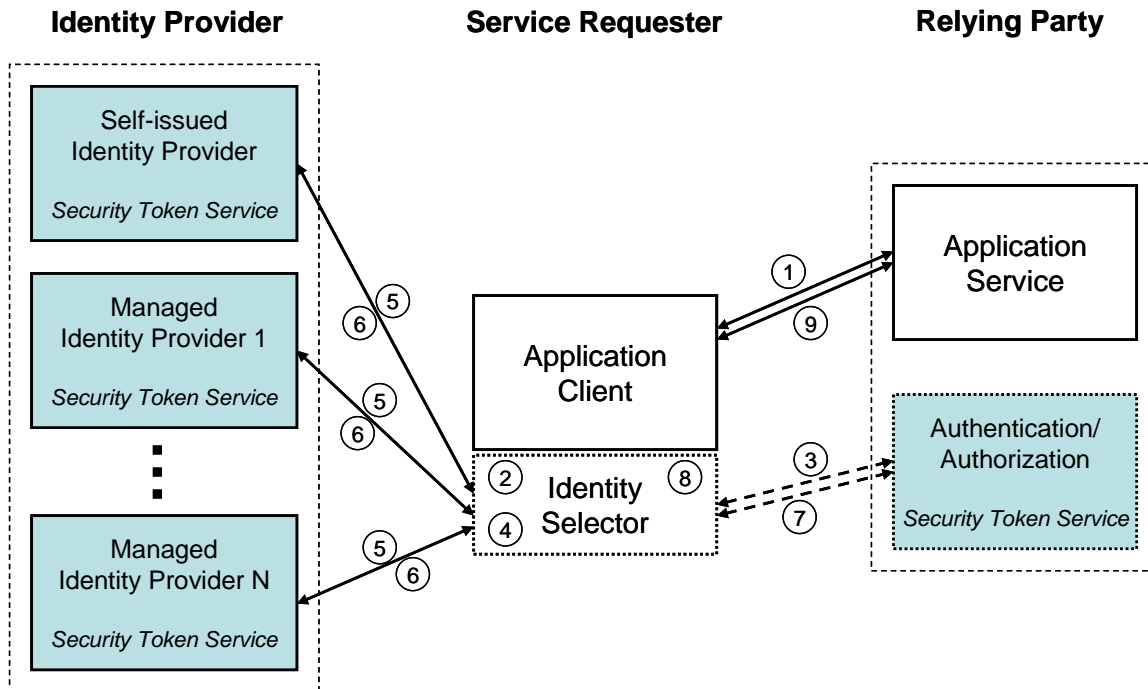 Identity Provider
Service Requester
Relying Party
Self-issued
Identity Provider
Security Token Service
Managed
Identity Provider 1
Security Token Service
Managed
Identity Provider N
Security Token Service
5
6
5
6
5
6
Application
Client
2
8
Identity
Selector
4
1
9
3
7
Application
Service
Authentication/
Authorization
Security Token Service